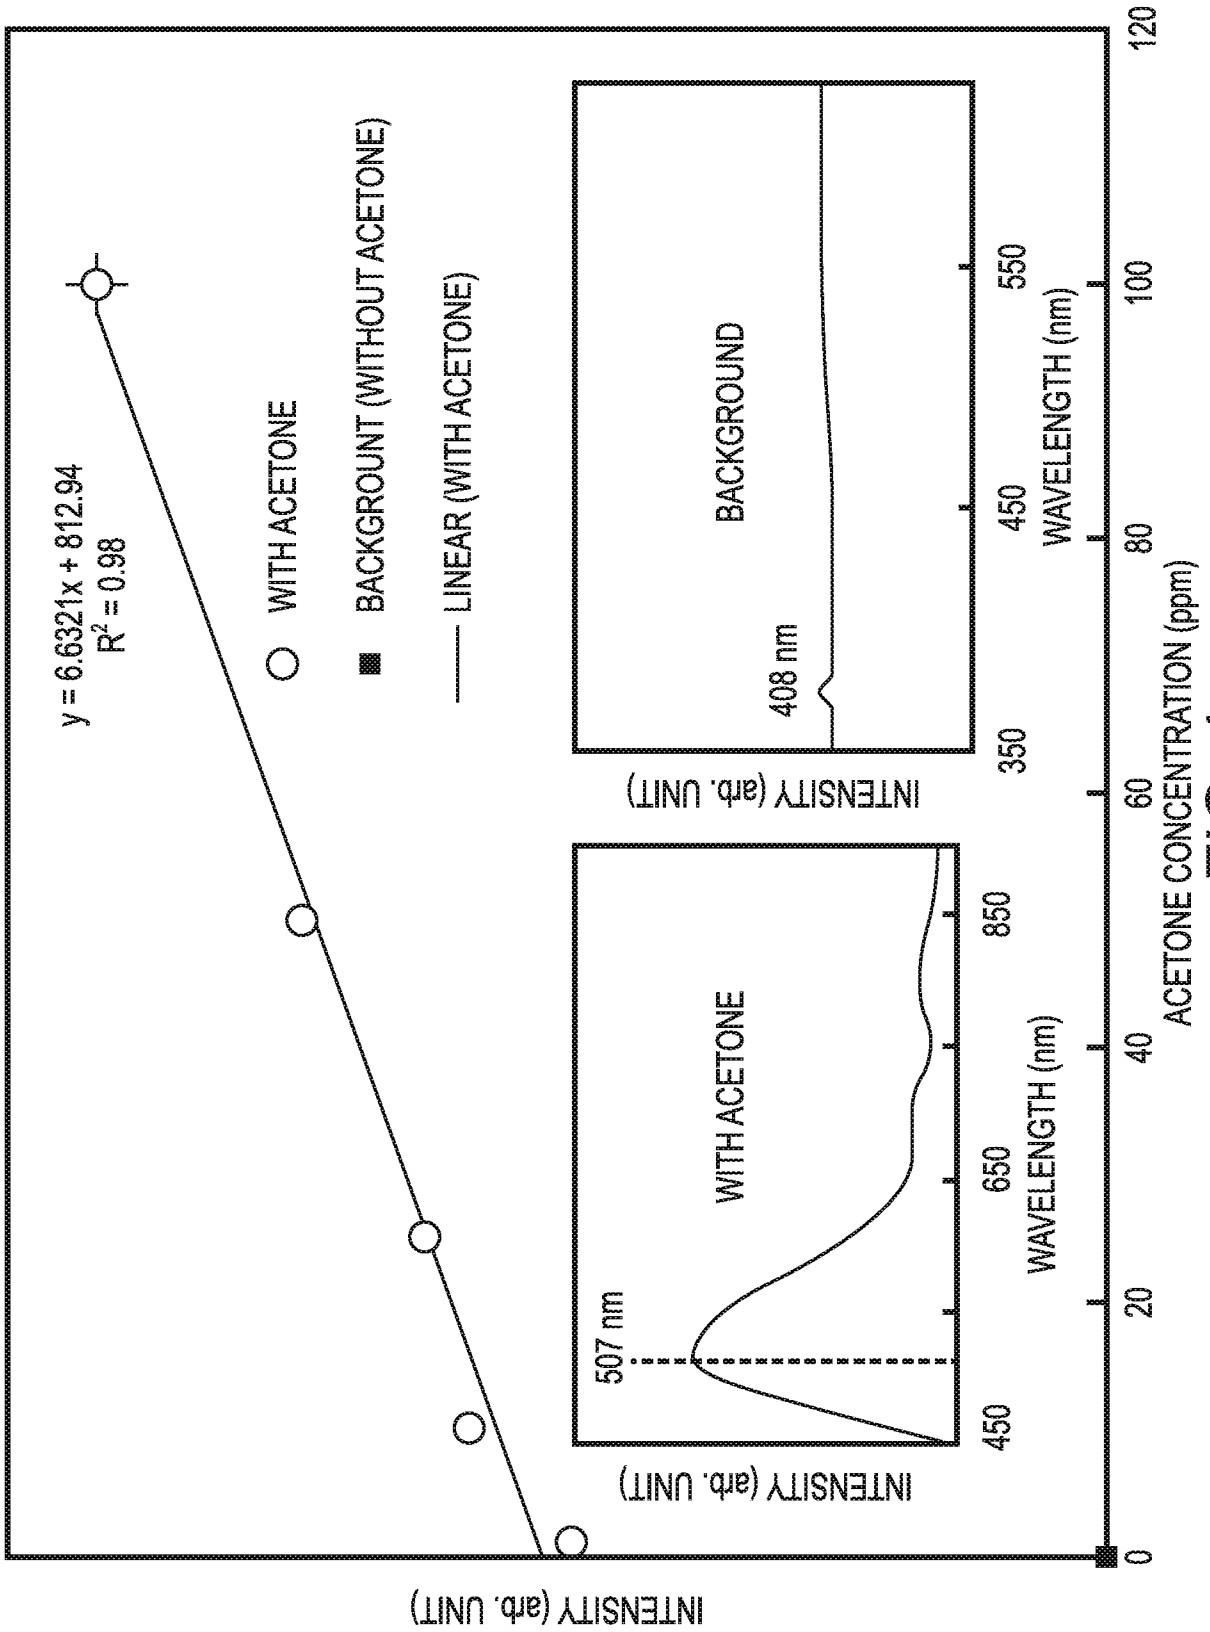 y = 6.6321x + 812.94
R² = 0.98
WITH ACETONE
BACKGROUNT (WITHOUT ACETONE)
LINEAR (WITH ACETONE)
INTENSITY (arb. UNIT)
INTENSITY (arb. UNIT)
507 nm
WITH ACETONE
450
650
850
WAVELENGTH (nm)
INTENSITY (arb. UNIT)
408 nm
BACKGROUND
350
450
550
WAVELENGTH (nm)
0
20
40
60
80
100
120
ACETONE CONCENTRATION (ppm)